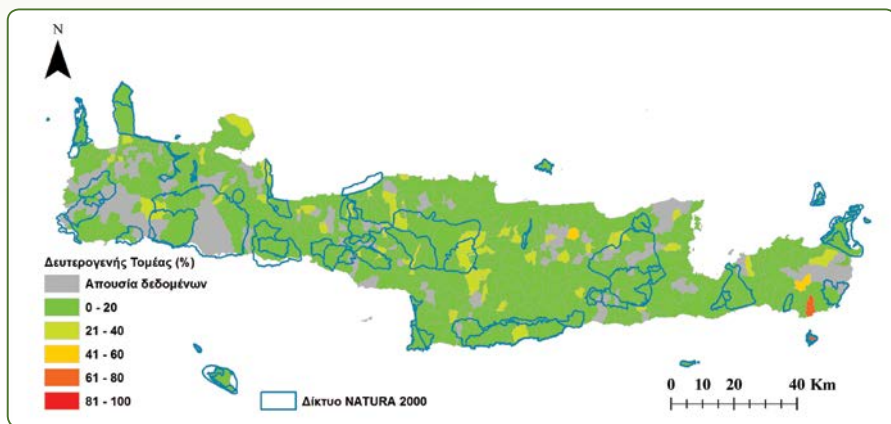 N
Δευτερογενής Τομέας (%)
Απουσία δεδομένων
0 - 20
21 - 40
41 - 60
61 - 80
81 - 100
Δίκτυο NATURA 2000
0 10 20 40 Km